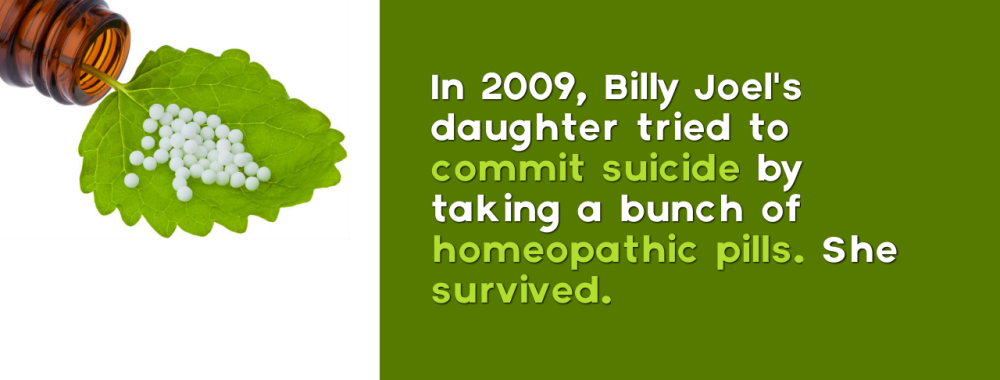 In 2009, Billy Joel's
daughter tried to
commit suicide by
taking a bunch of
homeopathic pills. She
survived.